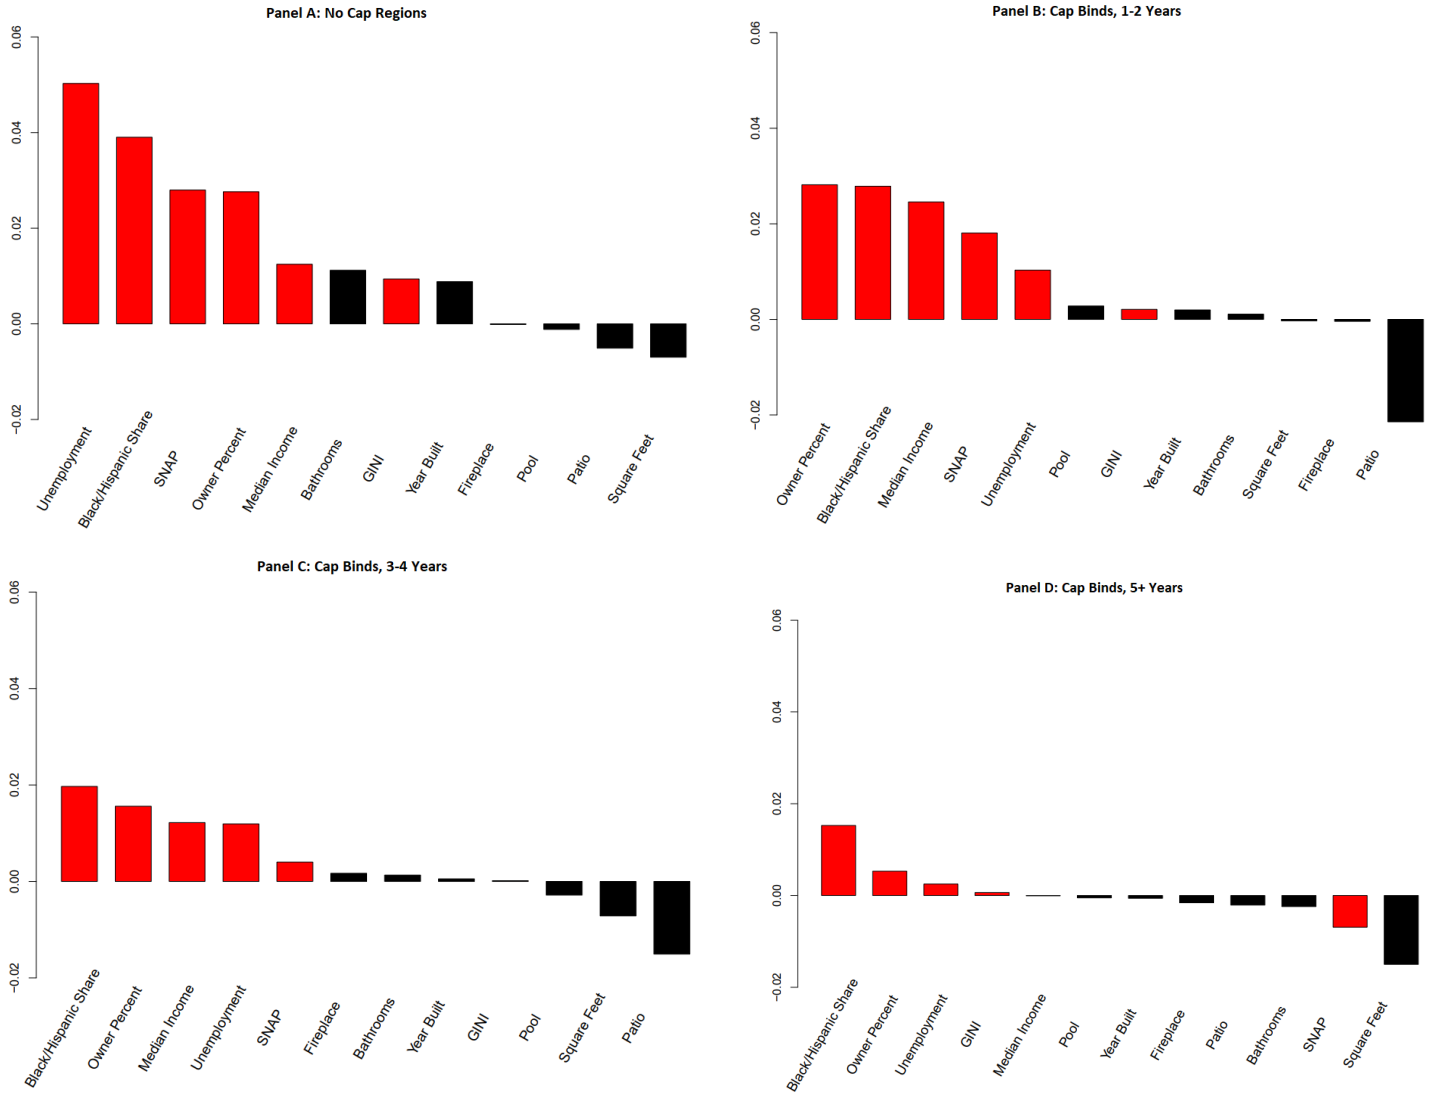 Panel A: No Cap Regions
0.06
0.04
0.02
0.00
−0.02
Unemployment
Black/Hispanic Share
SNAP
Owner Percent
Median Income
Bathrooms
GINI
Year Built
Fireplace
Pool
Patio
Square Feet
Panel B: Cap Binds, 1-2 Years
0.06
0.04
0.02
0.00
−0.02
Owner Percent
Black/Hispanic Share
Median Income
SNAP
Unemployment
Pool
GINI
Year Built
Bathrooms
Square Feet
Fireplace
Patio
Panel C: Cap Binds, 3-4 Years
0.06
0.04
0.02
0.00
−0.02
Black/Hispanic Share
Owner Percent
Median Income
Unemployment
SNAP
Fireplace
Bathrooms
Year Built
GINI
Pool
Square Feet
Patio
Panel D: Cap Binds, 5+ Years
0.06
0.04
0.02
0.00
−0.02
Black/Hispanic Share
Owner Percent
Unemployment
GINI
Median Income
Pool
Year Built
Fireplace
Patio
Bathrooms
SNAP
Square Feet